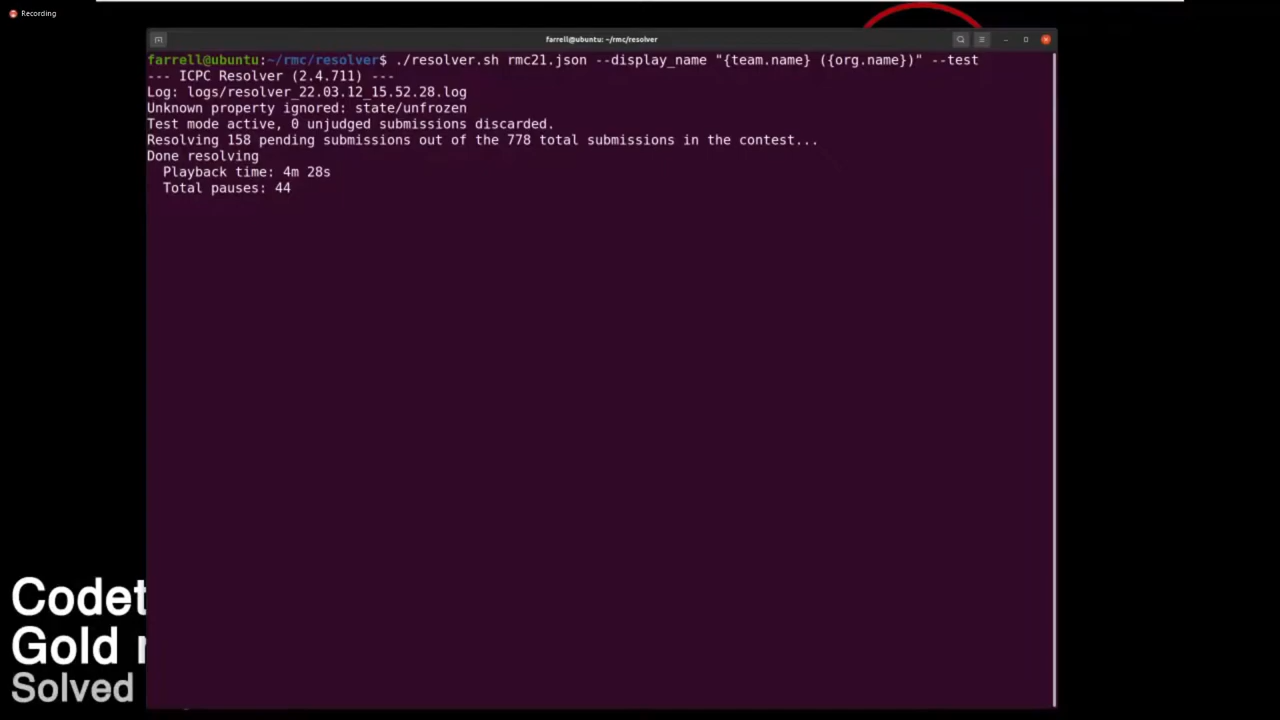 Recording
farrell@ubuntu: ~/rmc/resolver
farrell@ubuntu:~/rmc/resolver$ ./resolver.sh rmc21.json --display_name "{team.name} ({org.name})" --test
--- ICPC Resolver (2.4.711) ---
Log: logs/resolver_22.03.12_15.52.28.log
Unknown property ignored: state/unfrozen
Test mode active, 0 unjudged submissions discarded.
Resolving 158 pending submissions out of the 778 total submissions in the contest...
Done resolving
Playback time: 4m 28s
Total pauses: 44
Codet
Gold
Solved